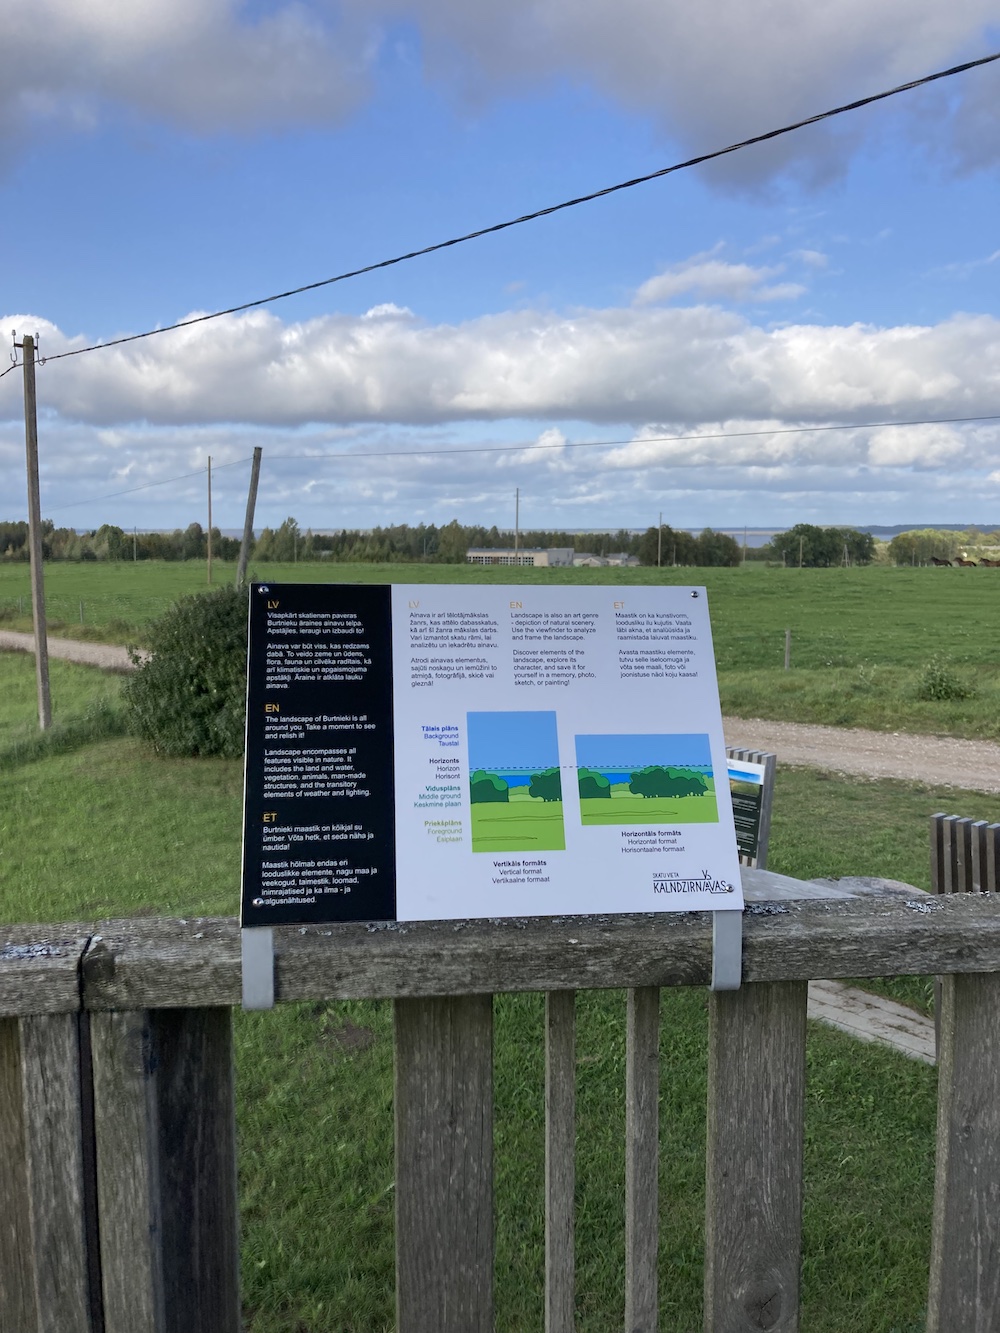 LV
Visapkārt skatienam paveras
Burtnieku āraines ainavu telpa.
Apstājies, ieraugi un izbaudi to!
Ainava var būt viss, kas redzams
dabā. To veido zeme un ūdens,
flora, fauna un cilvēka radītais, kā
arī klimatiskie un apgaismojuma
apstākļi. Āraine ir atklāta lauku
ainava.
EN
The landscape of Burtnieki is all
around you. Take a moment to see
and relish it!
Landscape encompasses all
features visible in nature. It
includes the land and water,
vegetation, animals, man-made
structures, and the transitory
elements of weather and lighting.
ET
Burtnieki maastik on kõikjal su
ümber. Võta hetk, et seda näha ja
nautida!
Maastik hõlmab endas eri
looduslikke elemente, nagu maa ja
veekogud, taimestik, loomad,
inimrajatised ja ka ilma - ja
valgusnähtused.
LV
Ainava ir arī tēlotājmākslas
žanrs, kas attēlo dabasskatus,
kā arī šī žanra mākslas darbs.
Vari izmantot skatu rāmi, lai
analizētu un iekadrētu ainavu.
Atrodi ainavas elementus,
sajūti noskaņu un iemūžini to
atmiņā, fotogrāfijā, skicē vai
gleznā!
EN
Landscape is also an art genre
- depiction of natural scenery.
Use the viewfinder to analyze
and frame the landscape.
Discover elements of the
landscape, explore its
character, and save it for
yourself in a memory, photo,
sketch, or painting!
ET
Maastik on ka kunstivorm,
loodusliku ilu kujutis. Vaata
läbi akna, et analüüsida ja
raamistada laiuvat maastiku.
Avasta maastiku elemente,
tutvu selle iseloomuga ja
võta see maali, foto või
joonistuse näol koju kaasa!
Tālais plāns
Background
Taustal
Horizonts
Horizon
Horisont
Vidusplāns
Middle ground
Keskmine plaan
Priekšplāns
Foreground
Esiplaan
Vertikāls formāts
Vertical format
Vertikaalne formaat
Horizontāls formāts
Horizontal format
Horisontaalne formaat
SKATU VIETA
KALNDZIRNAVAS